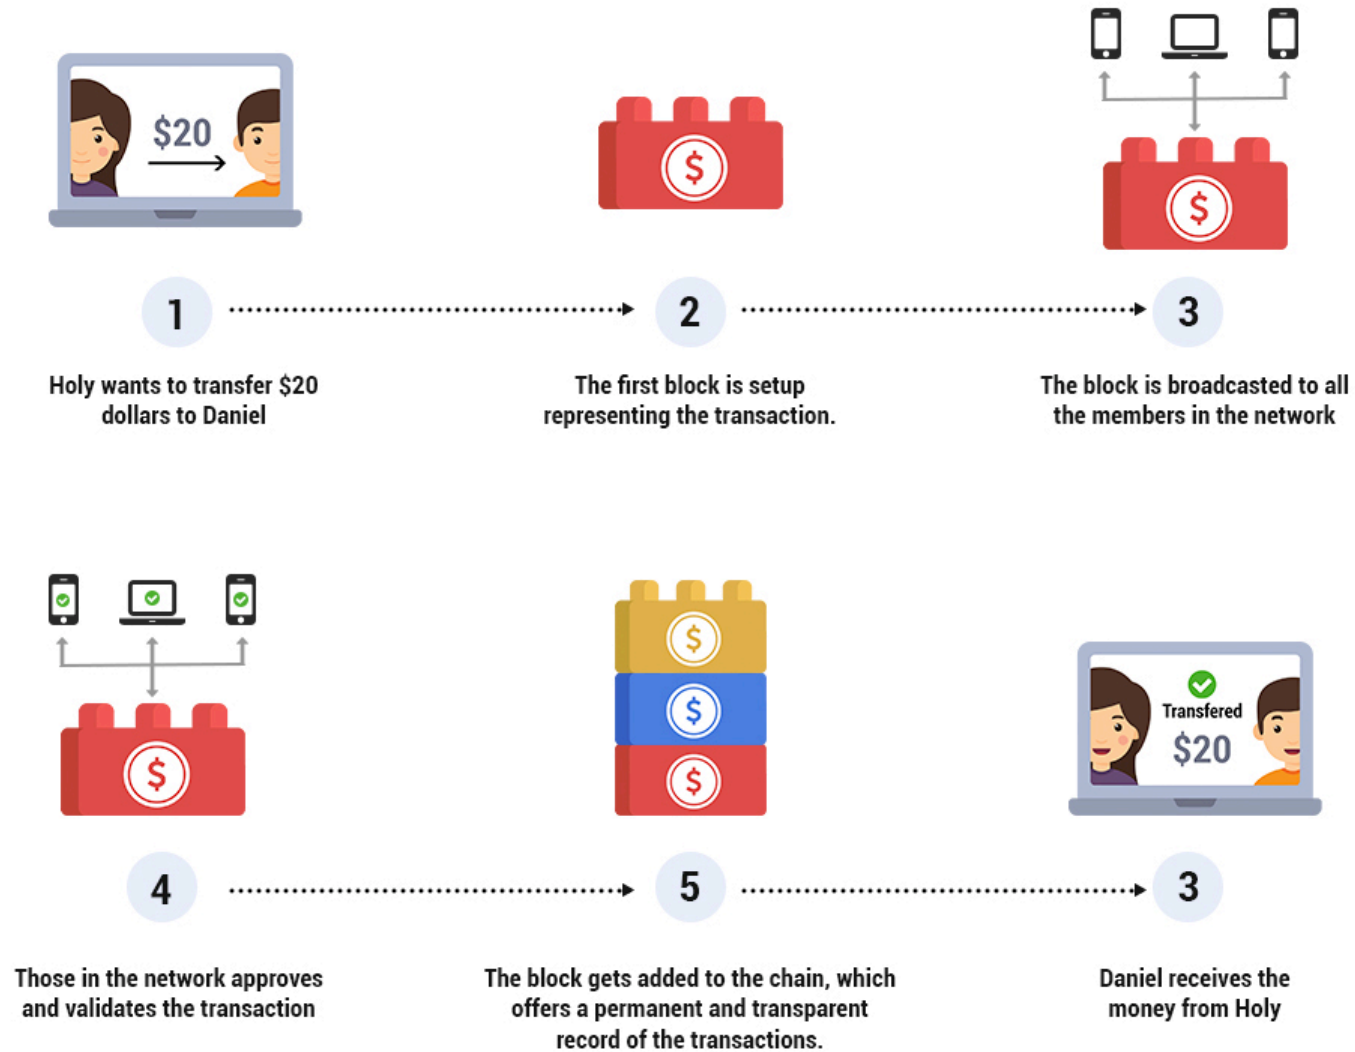 $20
$
$
1
2
3
Holy wants to transfer $20
dollars to Daniel
The first block is setup
representing the transaction.
The block is broadcasted to all
the members in the network
$
$
$
$
Transfered
$20
4
5
3
Those in the network approves
and validates the transaction
The block gets added to the chain, which
offers a permanent and transparent
record of the transactions.
Daniel receives the
money from Holy